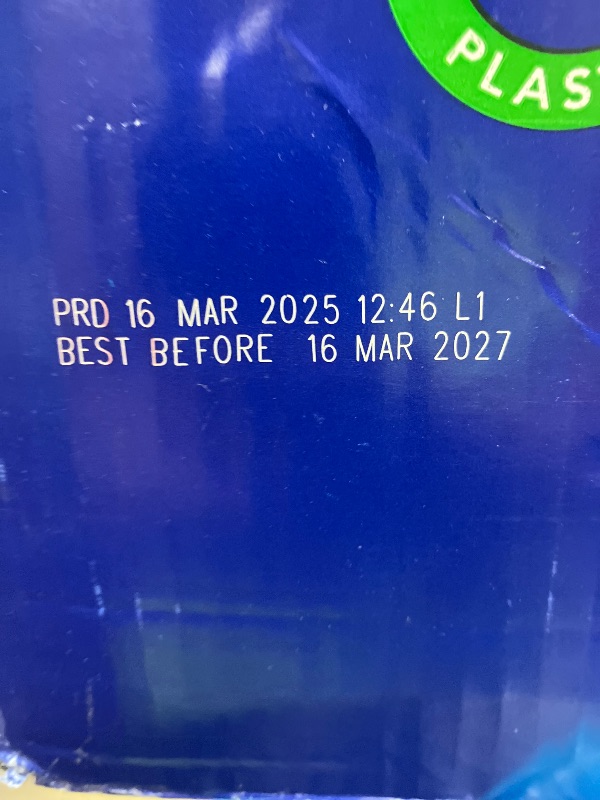 PLAST
PRD 16 MAR 2025 12:46 L1
BEST BEFORE 16 MAR 2027